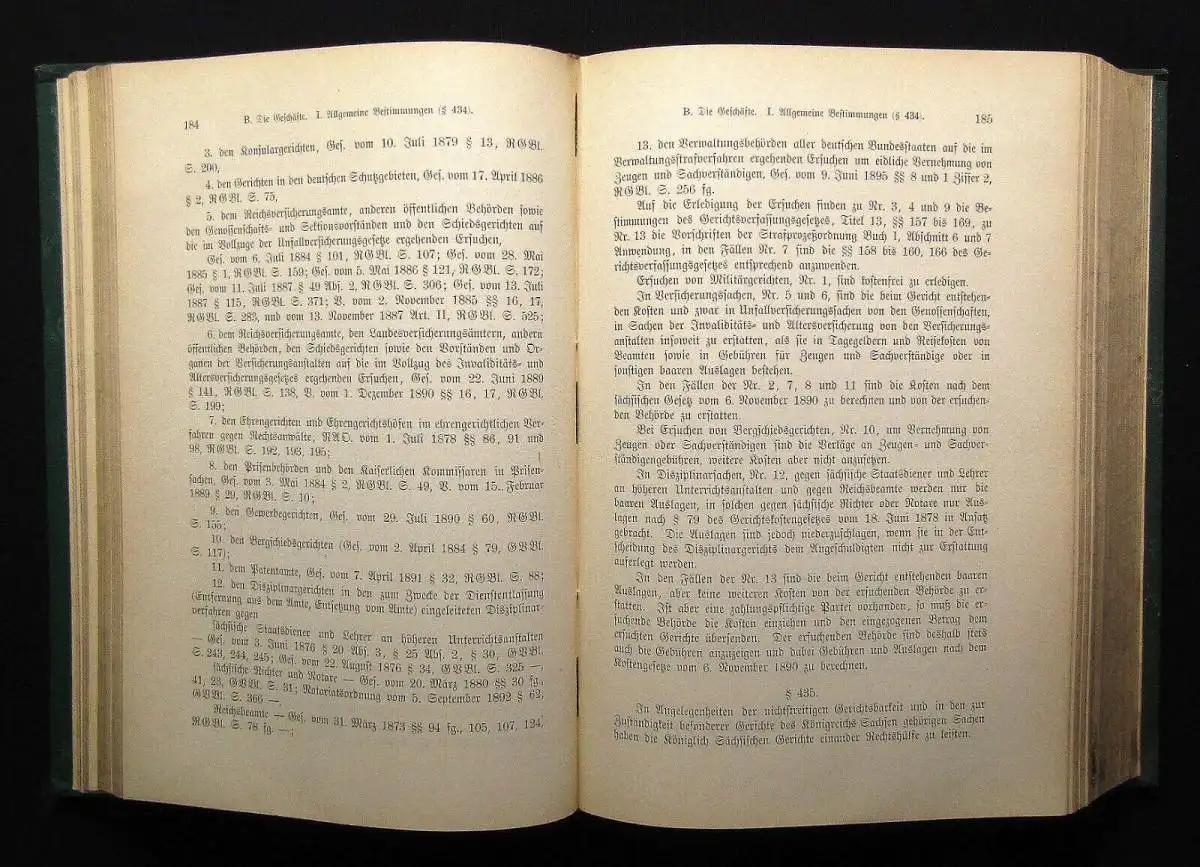 184
B. Die Geschäfte. I. Allgemeine Bestimmungen (§ 434).
3. den Konsulargerichten, Ges. vom 10. Juli 1879 § 13, RGBl.
S. 200,
4. den Gerichten in den deutschen Schutzgebieten, Ges. vom 17. April 1886
§ 2, RGBl. S. 75,
5. dem Reichsversicherungsamte, anderen öffentlichen Behörden sowie
den Genossenschafts- und Sektionsvorständen und den Schiedsgerichten auf
die im Vollzuge der Unfallversicherungsgesetze ergehenden Ersuchen,
Ges. vom 6. Juli 1884 § 101, RGBl. S. 107; Ges. vom 28. Mai
1885 § 1, RGBl. S. 159; Ges. vom 5. Mai 1886 § 121, RGBl. S. 172;
Ges. vom 11. Juli 1887 § 49 Abs. 2, RGBl. S. 306; Ges. vom 13. Juli
1887 § 115, RGBl. S. 371; V. vom 2. November 1885 §§ 16, 17,
RGBl. S. 283, und vom 13. November 1887 Art. II, RGBl. S. 525;
6. dem Reichsversicherungsamte, den Landesversicherungsämtern, andern
öffentlichen Behörden, den Schiedsgerichten sowie den Vorständen und Or-
ganen der Versicherungsanstalten auf die im Vollzug des Invaliditäts- und
Altersversicherungsgesetzes ergehenden Ersuchen, Ges. vom 22. Juni 1889
§ 141, RGBl. S. 138, V. vom 1. Dezember 1890 §§ 16, 17, RGBl.
S. 199;
7. den Ehrengerichten und Ehrengerichtshöfen im ehrengerichtlichen Ver-
fahren gegen Rechtsanwälte, RAO. vom 1. Juli 1878 §§ 86, 91 und
98, RGBl. S. 192, 193, 195;
8. den Prisenbehörden und den Kaiserlichen Kommissaren in Prisen-
sachen, Ges. vom 3. Mai 1884 § 2, RGBl. S. 49, V. vom 15. Februar
1889 § 29, RGBl. S. 10;
9. den Gewerbegerichten, Ges. vom 29. Juli 1890 § 60, RGBl.
S. 155;
10. den Bergschiedsgerichten (Ges. vom 2. April 1884 § 79, GVBl.
S. 117);
11. dem Patentamte, Ges. vom 7. April 1891 § 32, RGBl. S. 88;
12. den Disziplinargerichten in den zum Zwecke der Dienstentlassung
(Entfernung aus dem Amte, Entsetzung vom Amte) eingeleiteten Disziplinar-
verfahren gegen
sächsische Staatsdiener und Lehrer an höheren Unterrichtsanstalten
— Ges. vom 3. Juni 1876 § 20 Abs. 3, § 25 Abs. 2, § 30, GVBl.
S. 243, 244, 245; Ges. vom 22. August 1876 § 34, GVBl. S. 325 —,
sächsische Richter und Notare — Ges. vom 20. März 1880 §§ 30 fg.,
41, 23, GVBl. S. 31; Notariatsordnung vom 5. September 1892 § 62,
GVBl. S. 366 —,
Reichsbeamte — Ges. vom 31. März 1873 §§ 94 fg., 105, 107, 124,
RGBl. S. 78 fg. —;
B. Die Geschäfte. I. Allgemeine Bestimmungen (§ 434).
185
13. den Verwaltungsbehörden aller deutschen Bundesstaaten auf die im
Verwaltungsstrafverfahren ergehenden Ersuchen um eidliche Vernehmung von
Zeugen und Sachverständigen, Ges. vom 9. Juni 1895 §§ 8 und 1 Ziffer 2,
RGBl. S. 256 fg.
Auf die Erledigung der Ersuchen finden zu Nr. 3, 4 und 9 die Be-
stimmungen des Gerichtsverfassungsgesetzes, Titel 13, §§ 157 bis 169, zu
Nr. 13 die Vorschriften der Strafprozeßordnung Buch I, Abschnitt 6 und 7
Anwendung, in den Fällen Nr. 7 sind die §§ 158 bis 160, 166 des Ge-
richtsverfassungsgesetzes entsprechend anzuwenden.
Ersuchen von Militärgerichten, Nr. 1, sind kostenfrei zu erledigen.
In Versicherungssachen, Nr. 5 und 6, sind die beim Gericht entstehen-
den Kosten und zwar in Unfallversicherungssachen von den Genossenschaften,
in Sachen der Invaliditäts- und Altersversicherung von den Versicherungs-
anstalten insoweit zu erstatten, als sie in Tagegeldern und Reisekosten von
Beamten sowie in Gebühren für Zeugen und Sachverständige oder in
sonstigen baaren Auslagen bestehen.
In den Fällen der Nr. 2, 7, 8 und 11 sind die Kosten nach dem
sächsischen Gesetz vom 6. November 1890 zu berechnen und von der ersuchen-
den Behörde zu erstatten.
Bei Ersuchen von Bergschiedsgerichten, Nr. 10, um Vernehmung von
Zeugen oder Sachverständigen sind die Verläge an Zeugen- und Sachver-
ständigengebühren, weitere Kosten aber nicht anzusetzen.
In Disziplinarsachen, Nr. 12, gegen sächsische Staatsdiener und Lehrer
an höheren Unterrichtsanstalten und gegen Reichsbeamte werden nur die
baaren Auslagen, in solchen gegen sächsische Richter oder Notare nur Aus-
lagen nach § 79 des Gerichtskostengesetzes vom 18. Juni 1878 in Ansatz
gebracht. Die Auslagen sind jedoch niederzuschlagen, wenn sie in der Ent-
scheidung des Disziplinargerichts dem Angeschuldigten nicht zur Erstattung
auferlegt werden.
In den Fällen der Nr. 13 sind die beim Gericht entstehenden baaren
Auslagen, aber keine weiteren Kosten von der ersuchenden Behörde zu er-
statten. Ist aber eine zahlungspflichtige Partei vorhanden, so muß die er-
suchende Behörde die Kosten einziehen und den eingezogenen Betrag dem
ersuchten Gerichte übersenden. Der ersuchenden Behörde sind deshalb stets
auch die Gebühren anzuzeigen und dabei Gebühren und Auslagen nach dem
Kostengesetze vom 6. November 1890 zu berechnen.
§ 435.
In Angelegenheiten der nichtstreitigen Gerichtsbarkeit und in den zur
Zuständigkeit besonderer Gerichte des Königreichs Sachsen gehörigen Sachen
haben die Königlich Sächsischen Gerichte einander Rechtshülfe zu leisten.